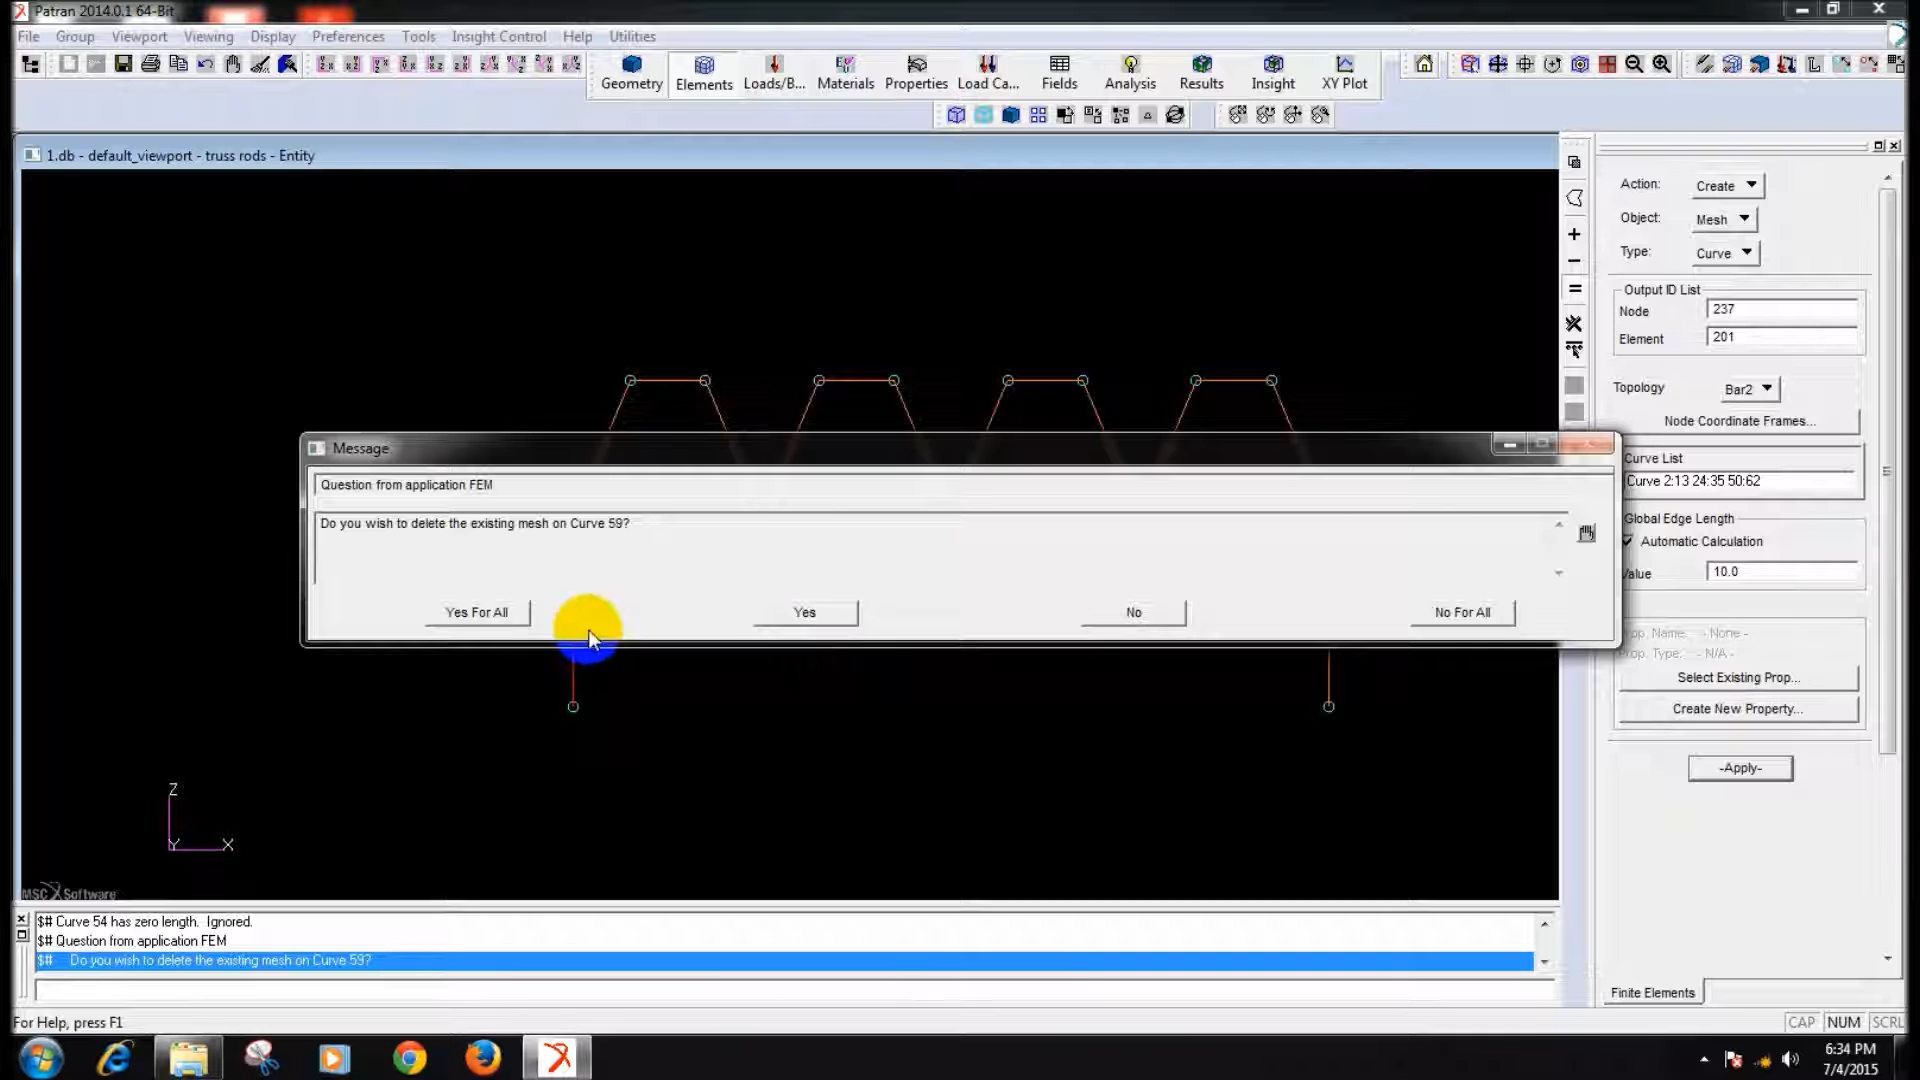 Patran 2014.0.1 64-Bit
File Group Viewport Viewing Display Preferences Tools Insight Control Help Utilities
Geometry Elements Loads/B... Materials Properties Load Ca... Fields Analysis Results Insight XY Plot
1.db - default_viewport - truss rods - Entity
Action: Create
Object: Mesh
Type: Curve
Output ID List
Node 237
Element 201
Topology Bar2
Node Coordinate Frames...
Curve List
Curve 2:13 24:35 50:62
Global Edge Length
Automatic Calculation
Value 10.0
Prop. Name: - None -
Prop. Type: - N/A -
Select Existing Prop...
Create New Property...
-Apply-
Finite Elements
Message
Question from application FEM
Do you wish to delete the existing mesh on Curve 59?
Yes For All Yes No No For All
Z
Y X
MSC Software
$# Curve 54 has zero length. Ignored.
$# Question from application FEM
$# Do you wish to delete the existing mesh on Curve 59?
For Help, press F1
CAP NUM SCRL
6:34 PM
7/4/2015